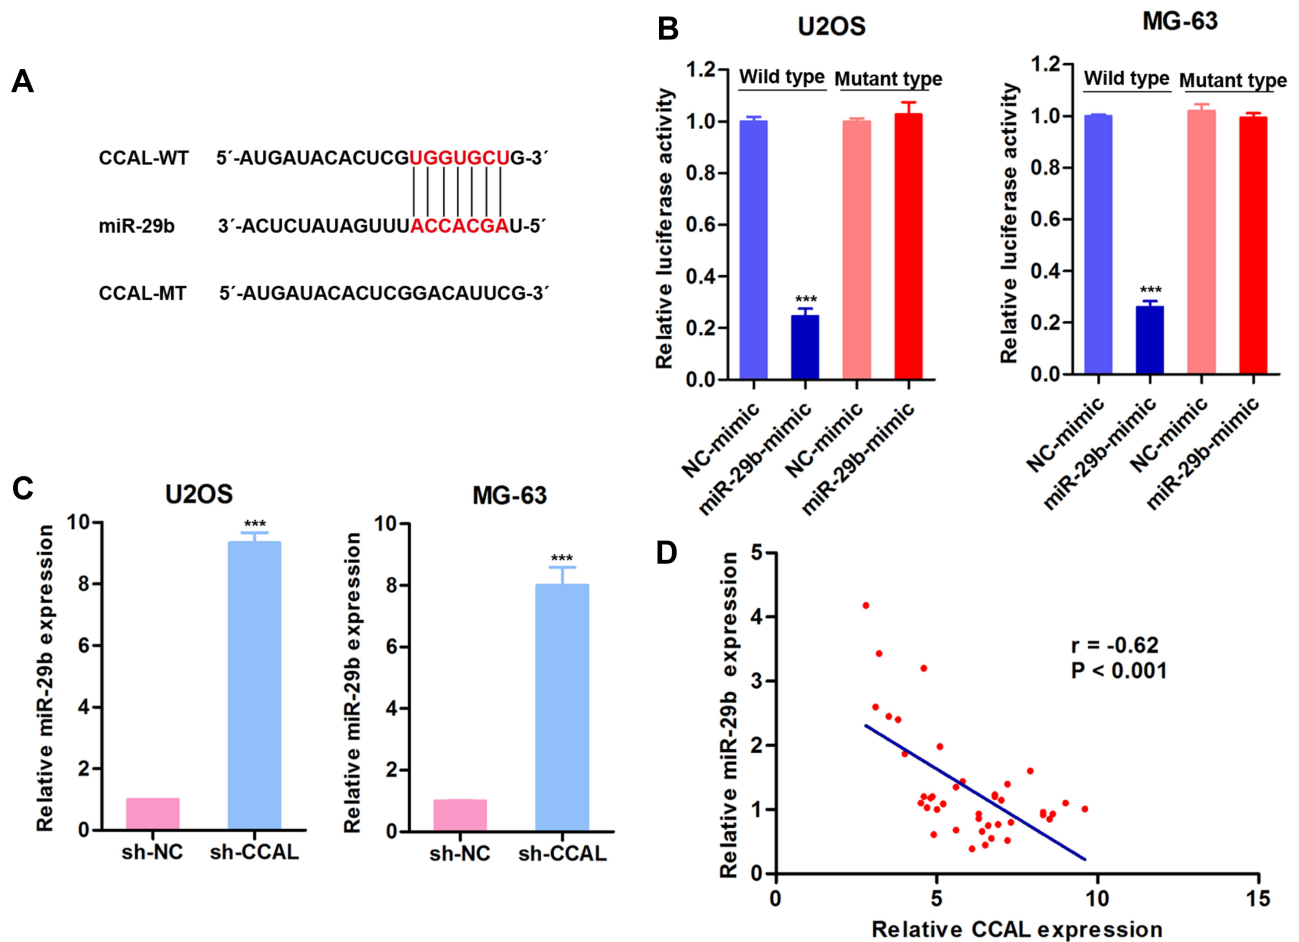 A
CCAL-WT 5´-AUGAUACACUCGUGGUGCUG-3´
miR-29b 3´-ACUCUAUAGUUUACCACGAU-5´
CCAL-MT 5´-AUGAUACACUCGGACAUUCG-3´
B
U2OS
Relative luciferase activity
1.2
1.0
0.8
0.6
0.4
0.2
0.0
Wild type
Mutant type
***
NC-mimic
miR-29b-mimic
NC-mimic
miR-29b-mimic
MG-63
Relative luciferase activity
1.2
1.0
0.8
0.6
0.4
0.2
0.0
Wild type
Mutant type
***
NC-mimic
miR-29b-mimic
NC-mimic
miR-29b-mimic
C
U2OS
Relative miR-29b expression
10
8
6
4
2
0
***
sh-NC
sh-CCAL
MG-63
Relative miR-29b expression
10
8
6
4
2
0
***
sh-NC
sh-CCAL
D
Relative miR-29b expression
5
4
3
2
1
0
r = -0.62
P < 0.001
0
5
10
15
Relative CCAL expression